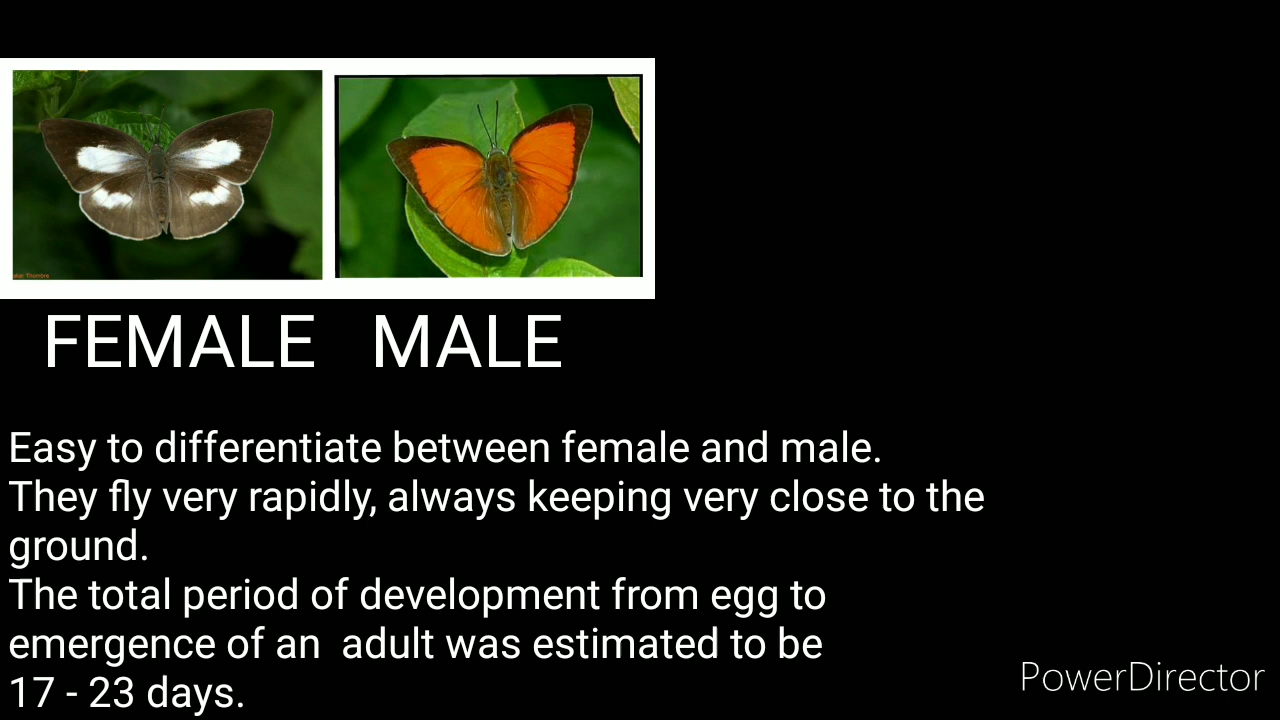 FEMALE MALE
Easy to differentiate between female and male.
They fly very rapidly, always keeping very close to the
ground.
The total period of development from egg to
emergence of an  adult was estimated to be
17 - 23 days.
PowerDirector